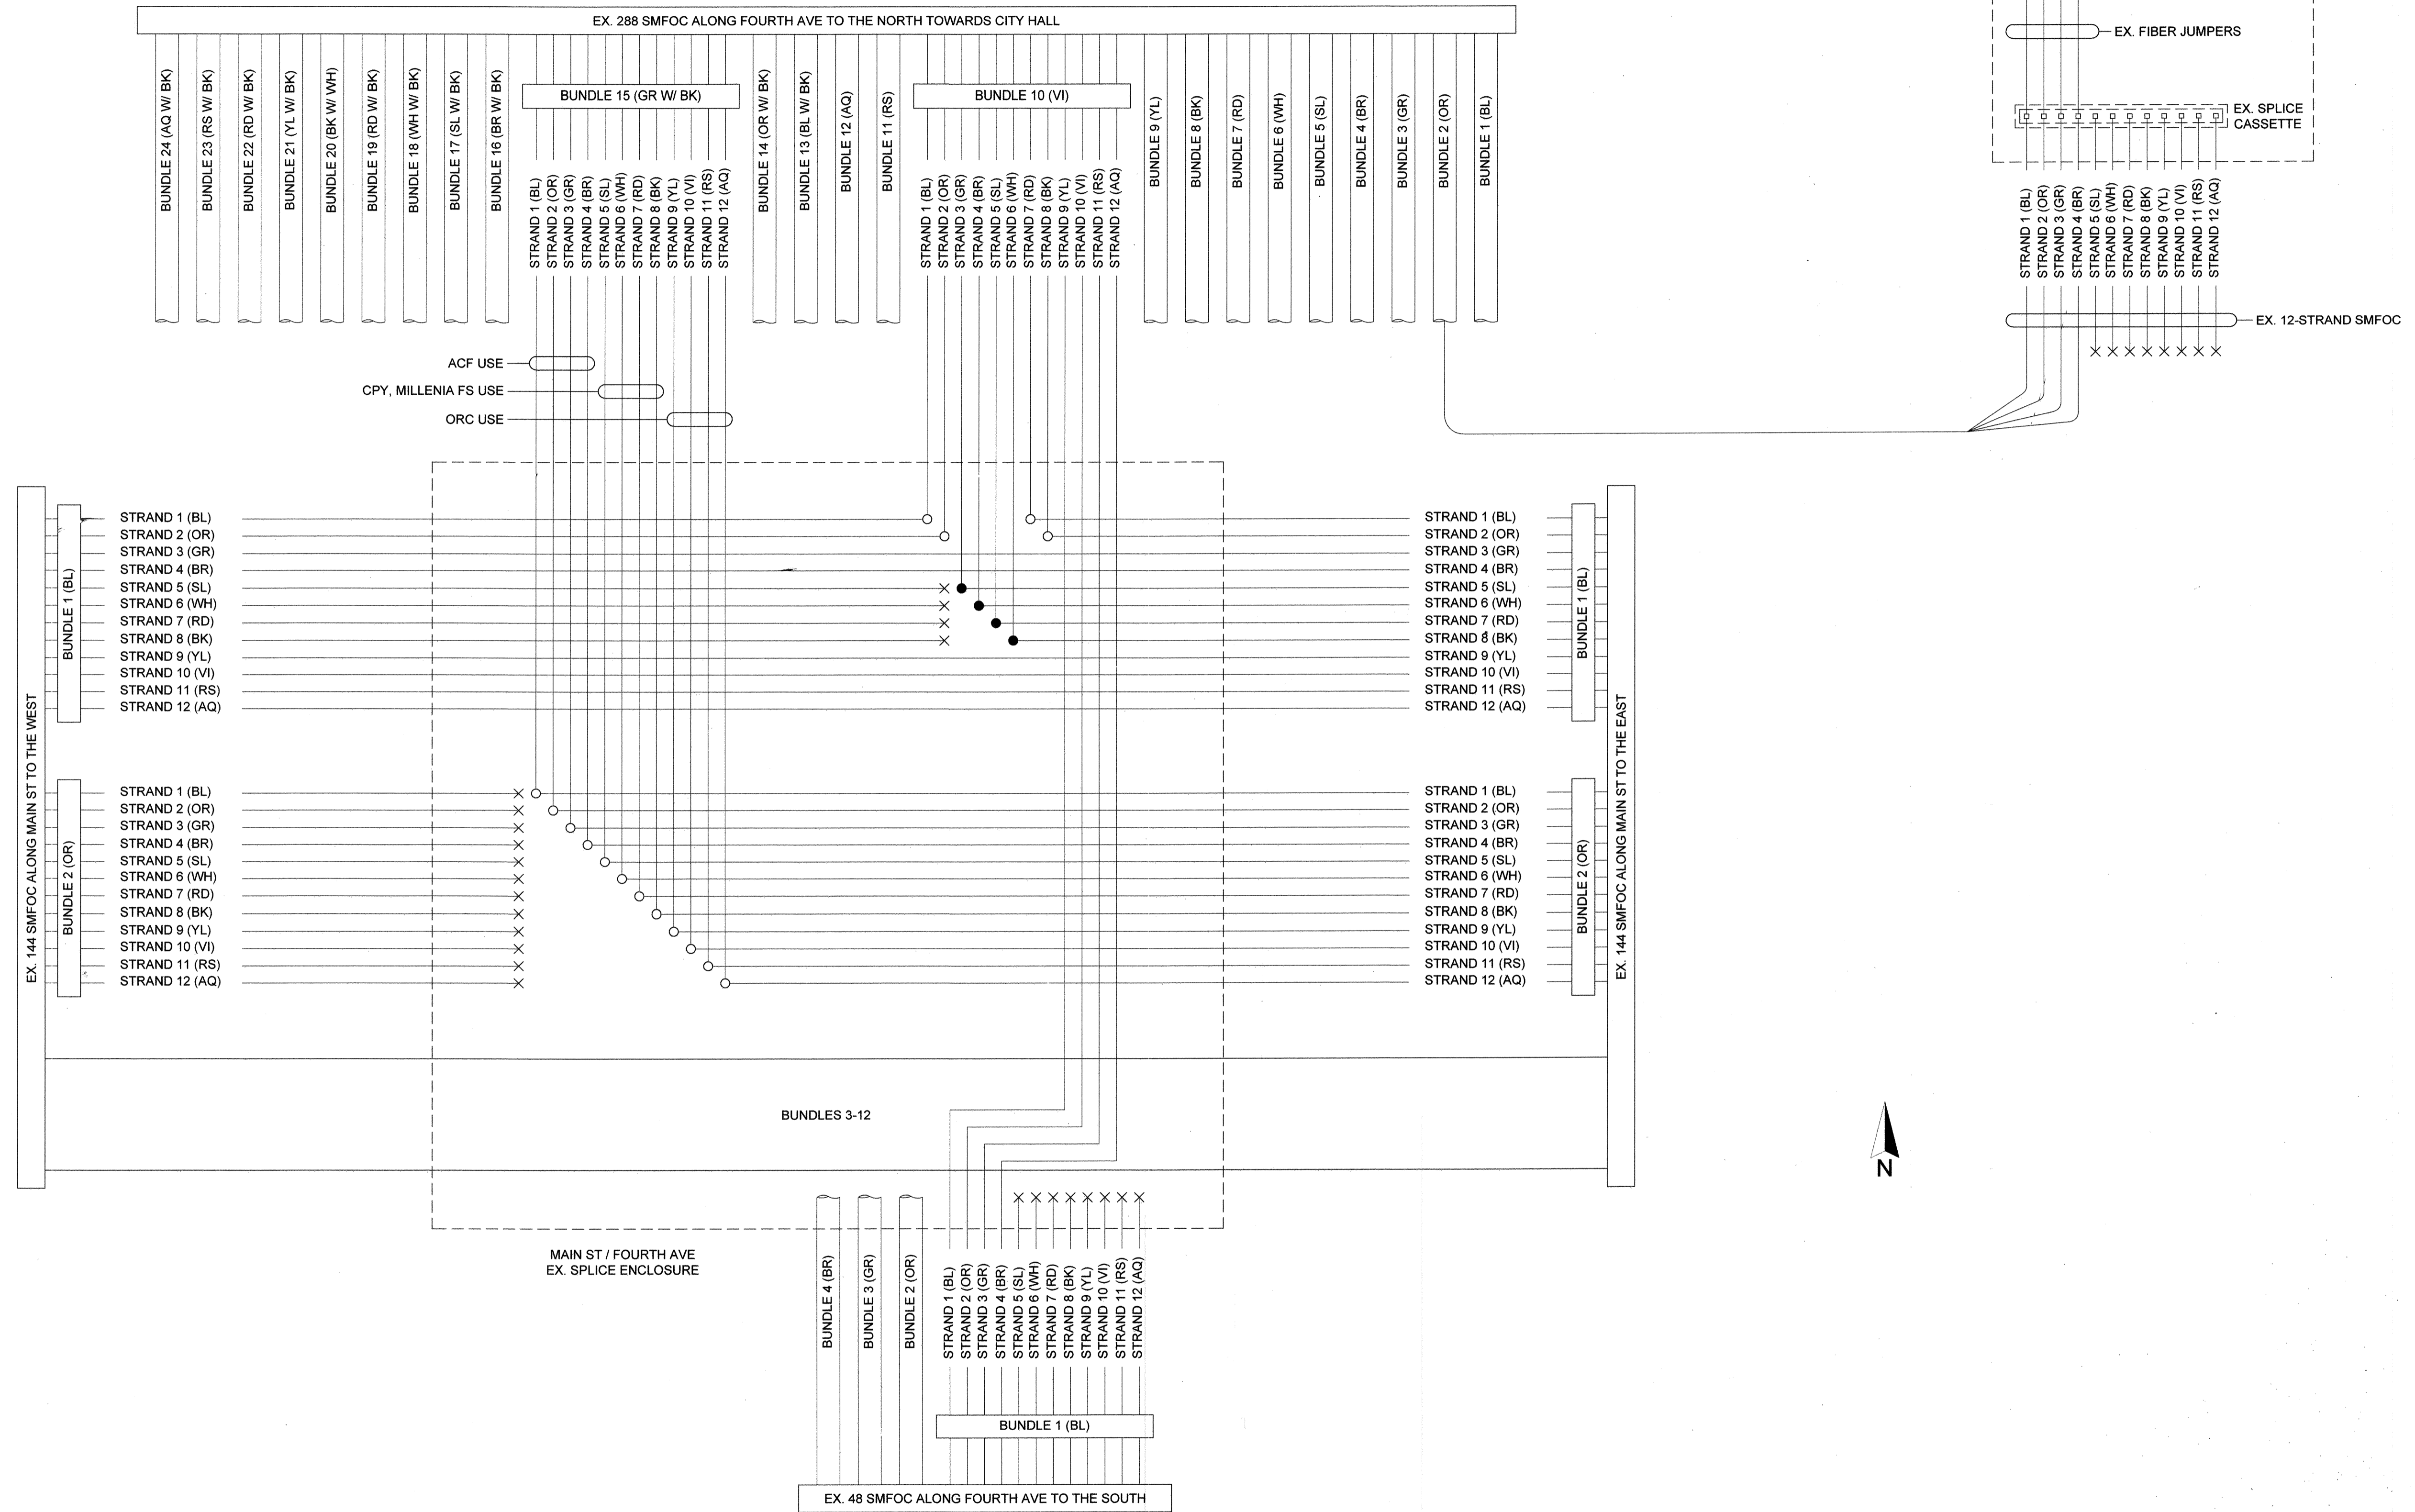 EX. 288 SMFOC ALONG FOURTH AVE TO THE NORTH TOWARDS CITY HALL
BUNDLE 24 (AQ W/ BK)
BUNDLE 23 (RS W/ BK)
BUNDLE 22 (RD W/ BK)
BUNDLE 21 (YL W/ BK)
BUNDLE 20 (BK W/ WH)
BUNDLE 19 (RD W/ BK)
BUNDLE 18 (WH W/ BK)
BUNDLE 17 (SL W/ BK)
BUNDLE 16 (BR W/ BK)
BUNDLE 15 (GR W/ BK)
STRAND 1 (BL)
STRAND 2 (OR)
STRAND 3 (GR)
STRAND 4 (BR)
STRAND 5 (SL)
STRAND 6 (WH)
STRAND 7 (RD)
STRAND 8 (BK)
STRAND 9 (YL)
STRAND 10 (VI)
STRAND 11 (RS)
STRAND 12 (AQ)
BUNDLE 14 (OR W/ BK)
BUNDLE 13 (BL W/ BK)
BUNDLE 12 (AQ)
BUNDLE 11 (RS)
BUNDLE 10 (VI)
STRAND 1 (BL)
STRAND 2 (OR)
STRAND 3 (GR)
STRAND 4 (BR)
STRAND 5 (SL)
STRAND 6 (WH)
STRAND 7 (RD)
STRAND 8 (BK)
STRAND 9 (YL)
STRAND 10 (VI)
STRAND 11 (RS)
STRAND 12 (AQ)
BUNDLE 9 (YL)
BUNDLE 8 (BK)
BUNDLE 7 (RD)
BUNDLE 6 (WH)
BUNDLE 5 (SL)
BUNDLE 4 (BR)
BUNDLE 3 (GR)
BUNDLE 2 (OR)
BUNDLE 1 (BL)
EX. FIBER JUMPERS
EX. SPLICE
CASSETTE
STRAND 1 (BL)
STRAND 2 (OR)
STRAND 3 (GR)
STRAND 4 (BR)
STRAND 5 (SL)
STRAND 6 (WH)
STRAND 7 (RD)
STRAND 8 (BK)
STRAND 9 (YL)
STRAND 10 (VI)
STRAND 11 (RS)
STRAND 12 (AQ)
EX. 12-STRAND SMFOC
ACF USE
CPY, MILLENIA FS USE
ORC USE
EX. 144 SMFOC ALONG MAIN ST TO THE WEST
BUNDLE 1 (BL)
STRAND 1 (BL)
STRAND 2 (OR)
STRAND 3 (GR)
STRAND 4 (BR)
STRAND 5 (SL)
STRAND 6 (WH)
STRAND 7 (RD)
STRAND 8 (BK)
STRAND 9 (YL)
STRAND 10 (VI)
STRAND 11 (RS)
STRAND 12 (AQ)
BUNDLE 2 (OR)
STRAND 1 (BL)
STRAND 2 (OR)
STRAND 3 (GR)
STRAND 4 (BR)
STRAND 5 (SL)
STRAND 6 (WH)
STRAND 7 (RD)
STRAND 8 (BK)
STRAND 9 (YL)
STRAND 10 (VI)
STRAND 11 (RS)
STRAND 12 (AQ)
STRAND 1 (BL)
STRAND 2 (OR)
STRAND 3 (GR)
STRAND 4 (BR)
STRAND 5 (SL)
STRAND 6 (WH)
STRAND 7 (RD)
STRAND 8 (BK)
STRAND 9 (YL)
STRAND 10 (VI)
STRAND 11 (RS)
STRAND 12 (AQ)
BUNDLE 1 (BL)
STRAND 1 (BL)
STRAND 2 (OR)
STRAND 3 (GR)
STRAND 4 (BR)
STRAND 5 (SL)
STRAND 6 (WH)
STRAND 7 (RD)
STRAND 8 (BK)
STRAND 9 (YL)
STRAND 10 (VI)
STRAND 11 (RS)
STRAND 12 (AQ)
BUNDLE 2 (OR)
EX. 144 SMFOC ALONG MAIN ST TO THE EAST
BUNDLES 3-12
N
MAIN ST / FOURTH AVE
EX. SPLICE ENCLOSURE
BUNDLE 4 (BR)
BUNDLE 3 (GR)
BUNDLE 2 (OR)
STRAND 1 (BL)
STRAND 2 (OR)
STRAND 3 (GR)
STRAND 4 (BR)
STRAND 5 (SL)
STRAND 6 (WH)
STRAND 7 (RD)
STRAND 8 (BK)
STRAND 9 (YL)
STRAND 10 (VI)
STRAND 11 (RS)
STRAND 12 (AQ)
BUNDLE 1 (BL)
EX. 48 SMFOC ALONG FOURTH AVE TO THE SOUTH